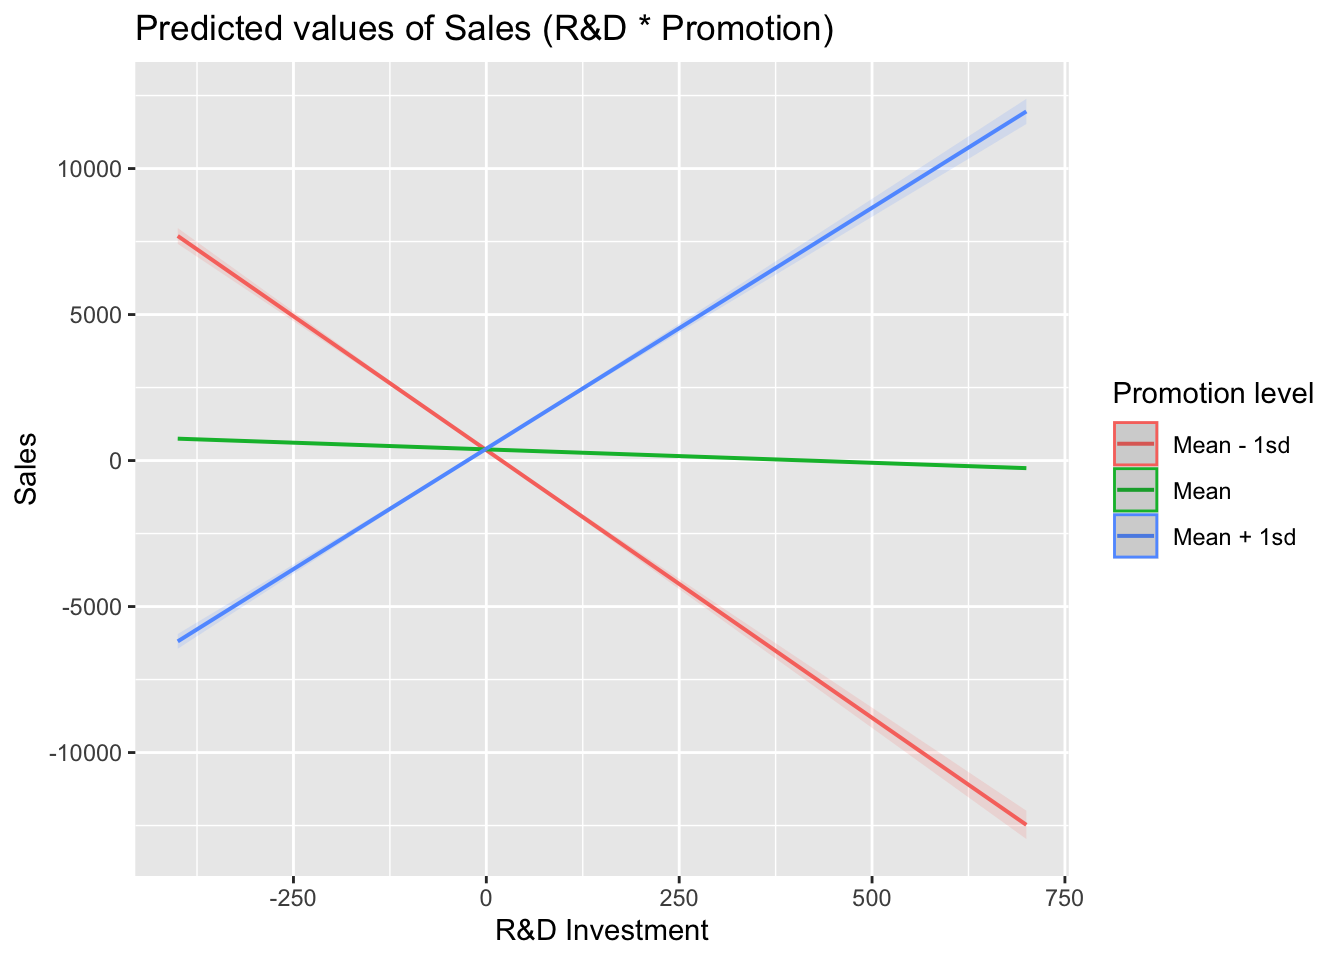 Predicted values of Sales (R&D * Promotion)
Sales
10000
5000
0
-5000
-10000
-250
0
250
500
750
R&D Investment
Promotion level
Mean - 1sd
Mean
Mean + 1sd